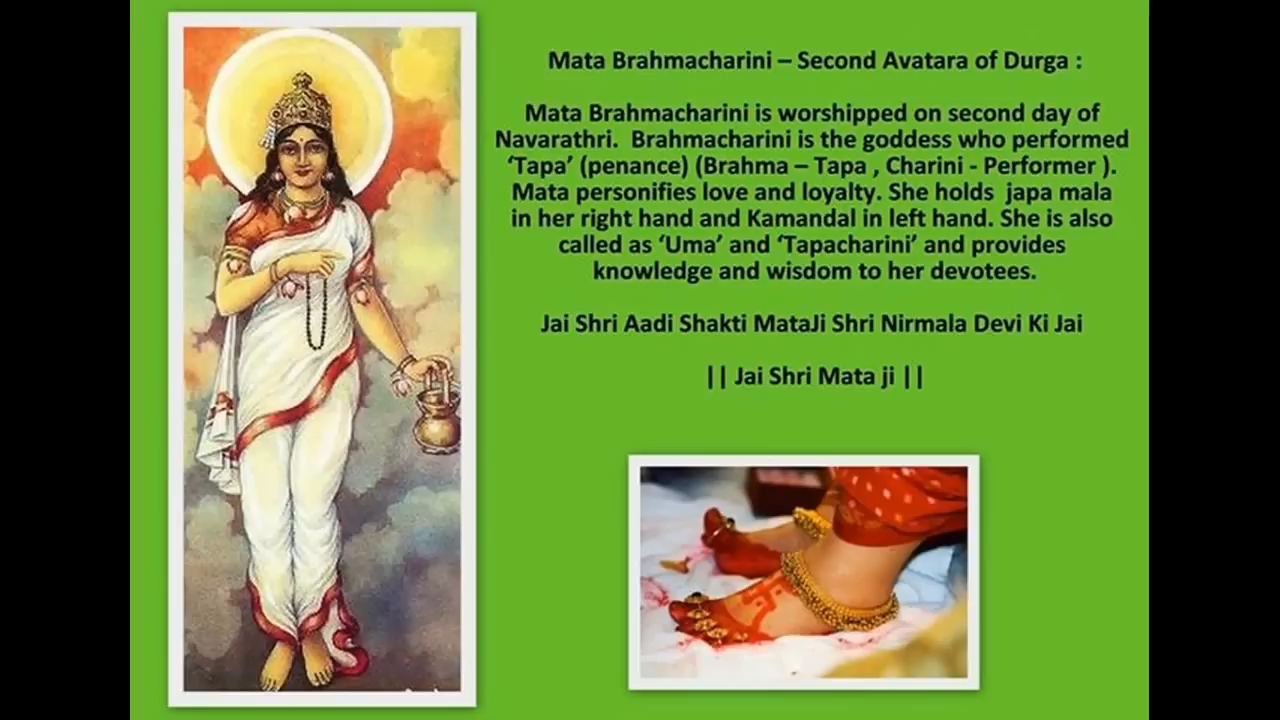 Mata Brahmacharini – Second Avatara of Durga :
Mata Brahmacharini is worshipped on second day of
Navarathri.  Brahmacharini is the goddess who performed
‘Tapa’ (penance) (Brahma – Tapa , Charini - Performer ).
Mata personifies love and loyalty. She holds  japa mala
in her right hand and Kamandal in left hand. She is also
called as ‘Uma’ and ‘Tapacharini’ and provides
knowledge and wisdom to her devotees.
Jai Shri Aadi Shakti MataJi Shri Nirmala Devi Ki Jai
|| Jai Shri Mata ji ||